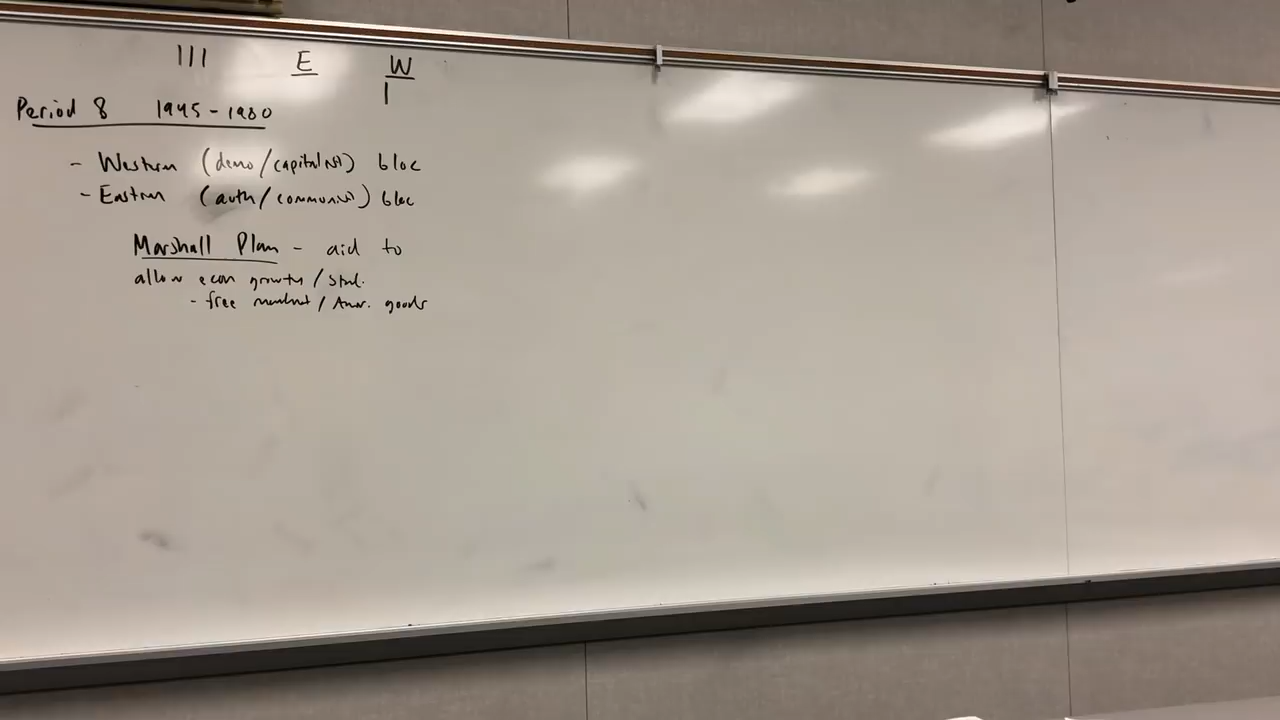 ||| E W
|
Period 8 1945-1980
- Western (demo/capitalist) bloc
- Eastern (auth/communist) bloc
Marshall Plan - aid to
allow econ growth/stab.
- free market/Amer. goods